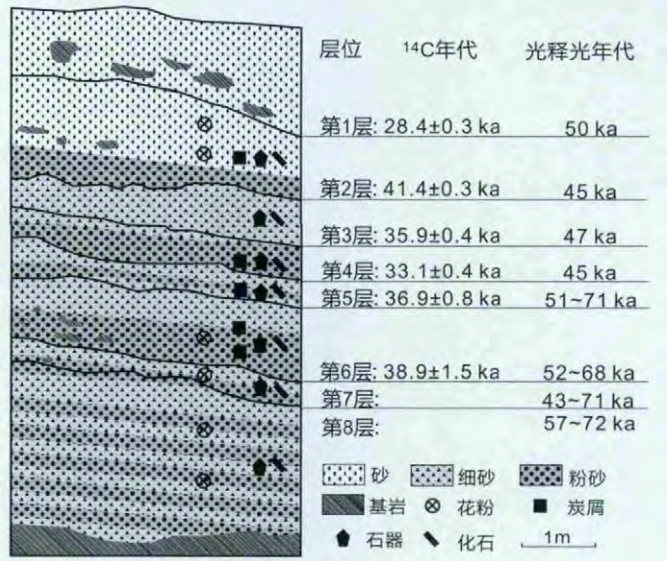 层位 ¹⁴C年代 光释光年代
第1层: 28.4±0.3 ka 50 ka
第2层: 41.4±0.3 ka 45 ka
第3层: 35.9±0.4 ka 47 ka
第4层: 33.1±0.4 ka 45 ka
第5层: 36.9±0.8 ka 51~71 ka
第6层: 38.9±1.5 ka 52~68 ka
第7层: 43~71 ka
第8层: 57~72 ka
砂 细砂 粉砂
基岩 花粉 炭屑
石器 化石 1m